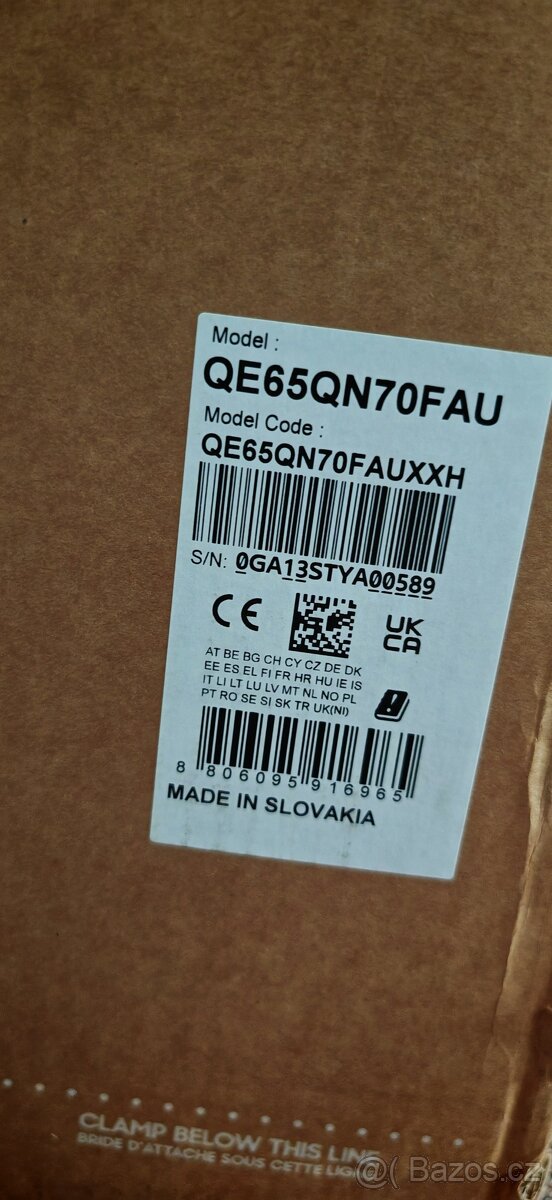 Model :
QE65QN70FAU
Model Code :
QE65QN70FAUXXH
S/N: 0GA13STYA00589
CE
UK
CA
AT BE BG CH CY CZ DE DK
EE ES EL FI FR HR HU IE IS
IT LI LT LU LV MT NL NO PL
PT RO SE SI SK TR UK(NI)
8 806095 916965
MADE IN SLOVAKIA
CLAMP BELOW THIS LINE
BRIDE D'ATTACHE SOUS CETTE
@( Bazos.cz